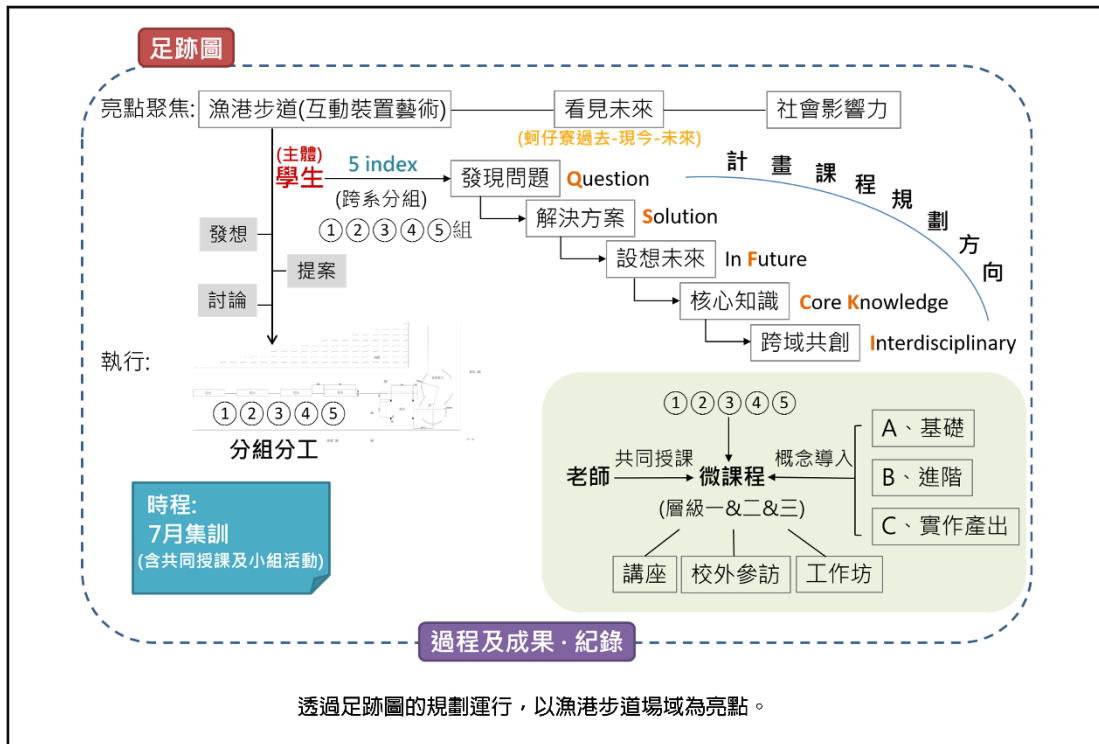 足跡圖
亮點聚焦: 漁港步道(互動裝置藝術) 看見未來 社會影響力
(蚵仔寮過去-現今-未來)
(主體)
學生
5 index
(跨系分組)
①②③④⑤組
發現問題 Question
解決方案 Solution
設想未來 In Future
核心知識 Core Knowledge
跨域共創 Interdisciplinary
計畫課程規劃方向
發想
提案
討論
執行:
①②③④⑤
分組分工
時程:
7月集訓
(含共同授課及小組活動)
①②③④⑤
老師 共同授課 微課程 概念導入
(層級一&二&三)
A、基礎
B、進階
C、實作產出
講座 校外參訪 工作坊
過程及成果・紀錄
透過足跡圖的規劃運行，以漁港步道場域為亮點。